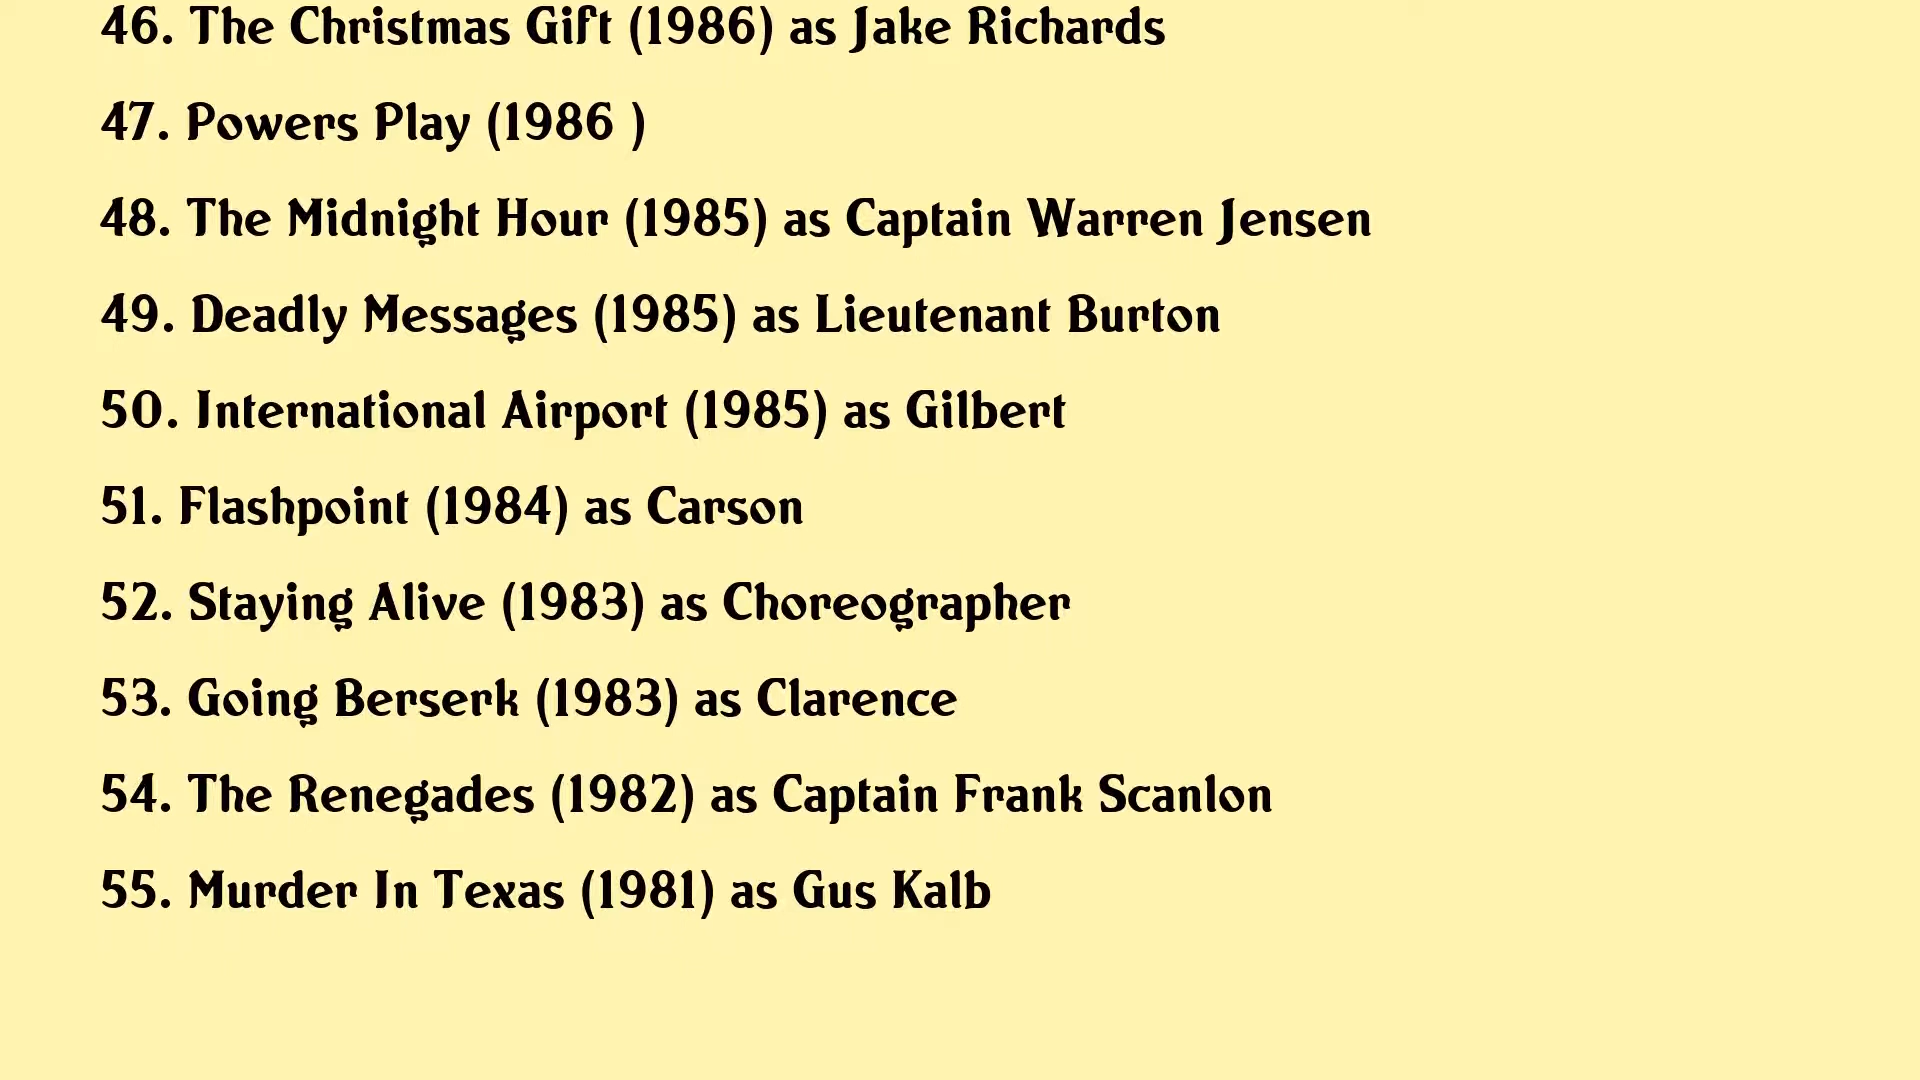 46. The Christmas Gift (1986) as Jake Richards
47. Powers Play (1986 )
48. The Midnight Hour (1985) as Captain Warren Jensen
49. Deadly Messages (1985) as Lieutenant Burton
50. International Airport (1985) as Gilbert
51. Flashpoint (1984) as Carson
52. Staying Alive (1983) as Choreographer
53. Going Berserk (1983) as Clarence
54. The Renegades (1982) as Captain Frank Scanlon
55. Murder In Texas (1981) as Gus Kalb